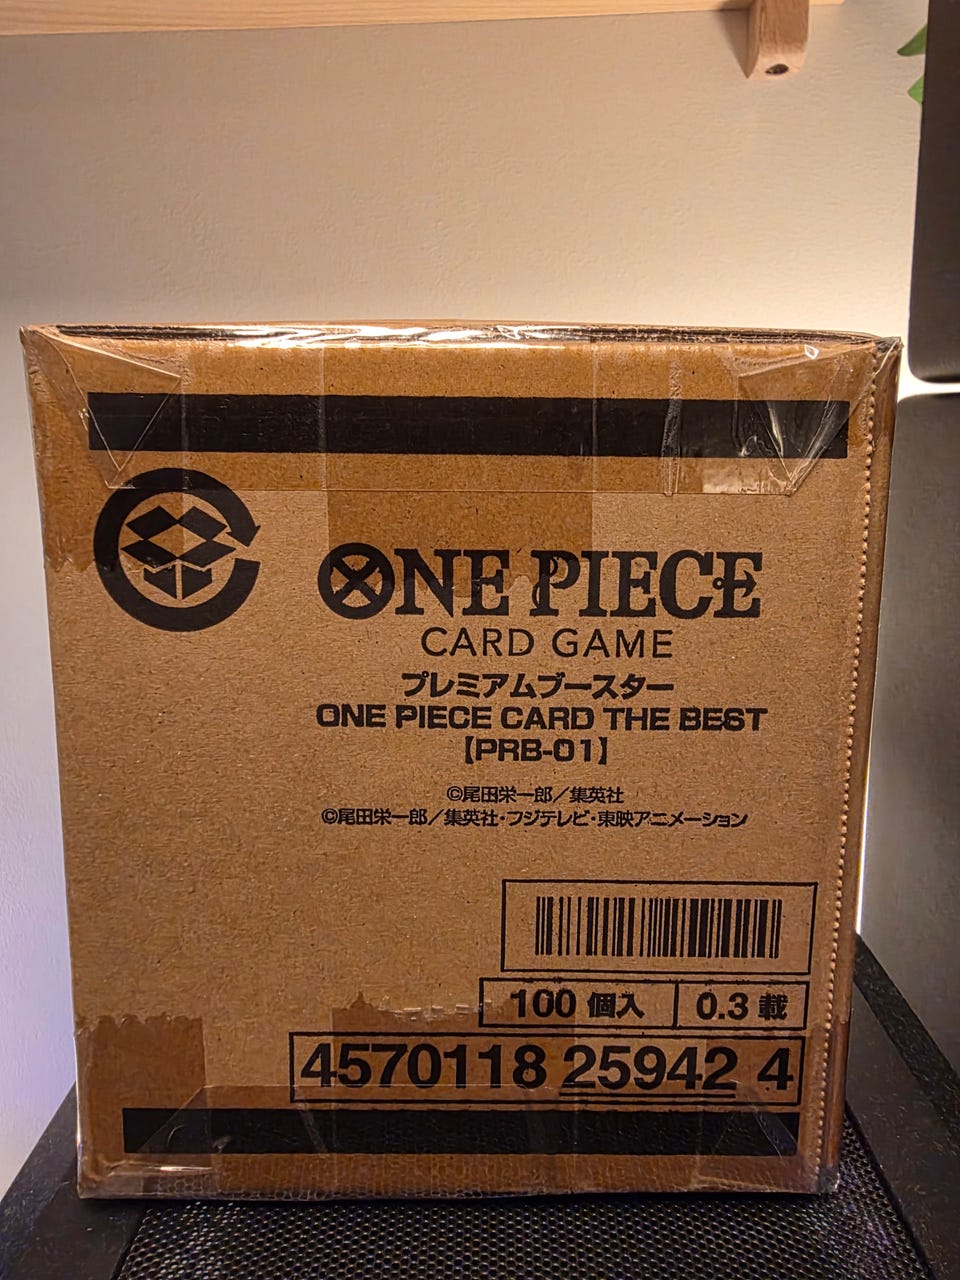 ONE PIECE
CARD GAME
プレミアムブースター
ONE PIECE CARD THE BEST
【PRB-01】
©尾田栄一郎／集英社
©尾田栄一郎／集英社・フジテレビ・東映アニメーション
100 個入 0.3 載
4570118 25942 4